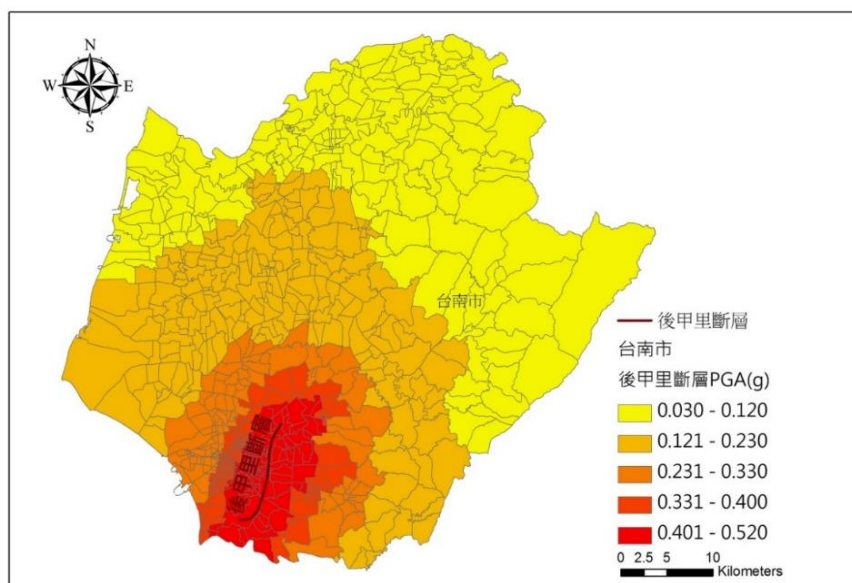 N
W E
S
台南市
後甲里斷層
後甲里斷層
台南市
後甲里斷層PGA(g)
0.030 - 0.120
0.121 - 0.230
0.231 - 0.330
0.331 - 0.400
0.401 - 0.520
0 2.5 5 10
Kilometers